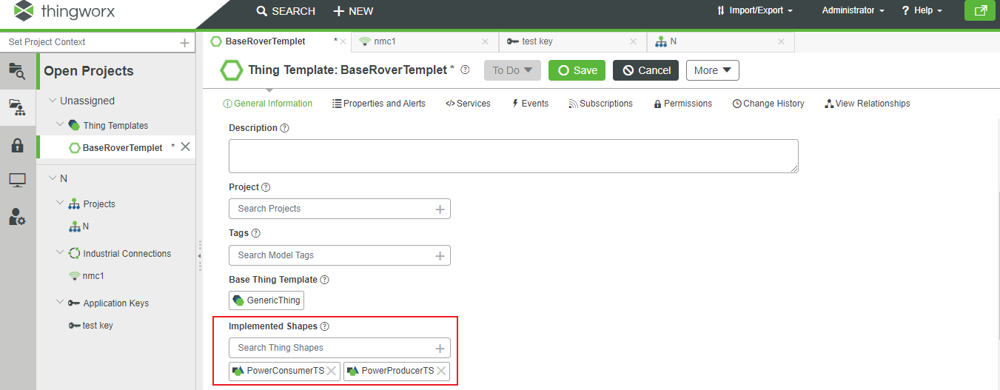 thingworx
SEARCH NEW Import/Export Administrator ? Help
Set Project Context
BaseRoverTemplet * nmc1 test key N
Open Projects
Unassigned
Thing Templates
BaseRoverTemplet *
N
Projects
N
Industrial Connections
nmc1
Application Keys
test key
Thing Template: BaseRoverTemplet * ? To Do Save Cancel More
General Information Properties and Alerts Services Events Subscriptions Permissions Change History View Relationships
Description ?
Project ?
Search Projects
Tags ?
Search Model Tags
Base Thing Template ?
GenericThing
Implemented Shapes ?
Search Thing Shapes
PowerConsumerTS PowerProducerTS